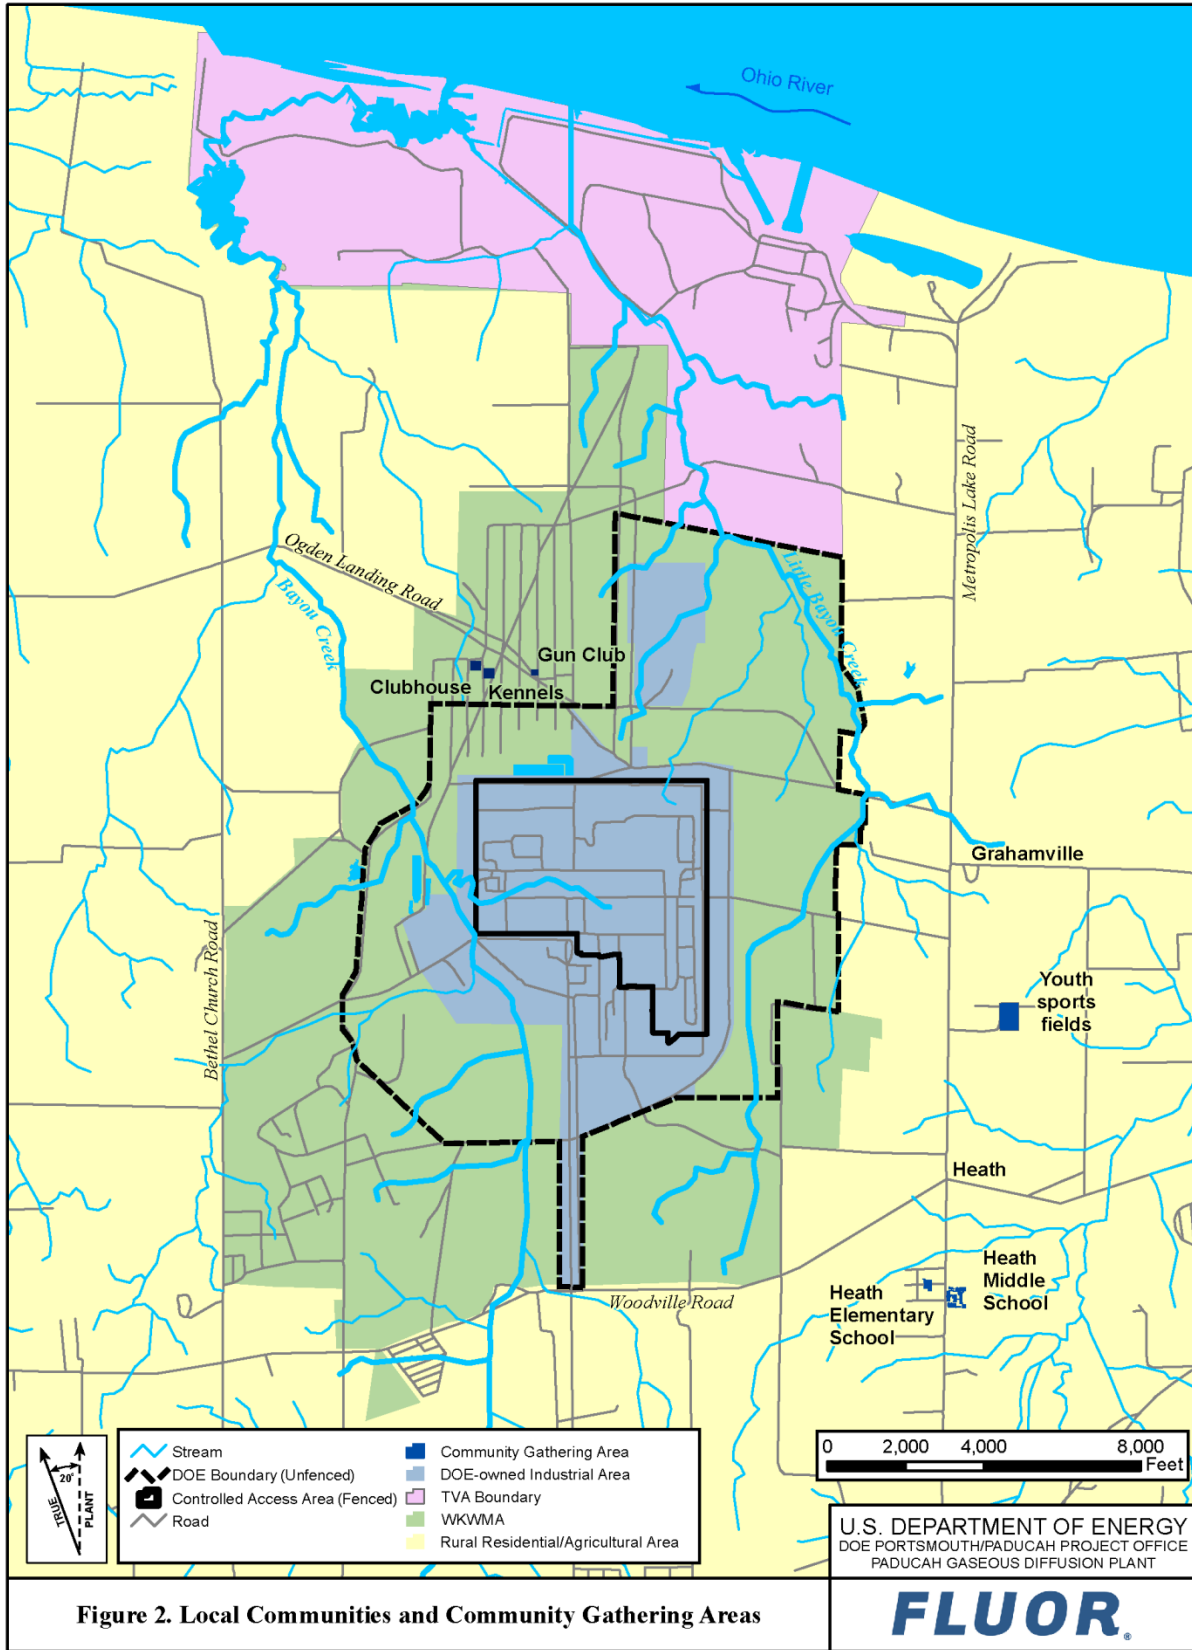 Ohio River
Metropolis Lake Road
Ogden Landing Road
Bayou Creek
Little Bayou Creek
Gun Club
Clubhouse
Kennels
Grahamville
Bethel Church Road
Youth
sports
fields
Heath
Heath
Middle
School
Heath
Elementary
School
Woodville Road
TRUE
20°
PLANT
Stream
DOE Boundary (Unfenced)
Controlled Access Area (Fenced)
Road
Community Gathering Area
DOE-owned Industrial Area
TVA Boundary
WKWMA
Rural Residential/Agricultural Area
0 2,000 4,000 8,000
Feet
U.S. DEPARTMENT OF ENERGY
DOE PORTSMOUTH/PADUCAH PROJECT OFFICE
PADUCAH GASEOUS DIFFUSION PLANT
Figure 2. Local Communities and Community Gathering Areas
FLUOR®